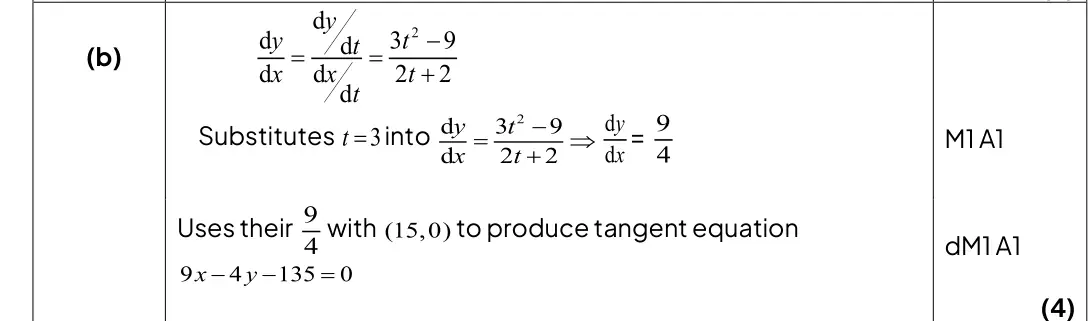 (b)
dy/dx = (dy/dt)/(dx/dt) = (3t² − 9)/(2t + 2)
Substitutes t = 3 into dy/dx = (3t² − 9)/(2t + 2) ⇒ dy/dx = 9/4 M1 A1
Uses their 9/4 with (15, 0) to produce tangent equation
9x − 4y − 135 = 0
dM1 A1
(4)